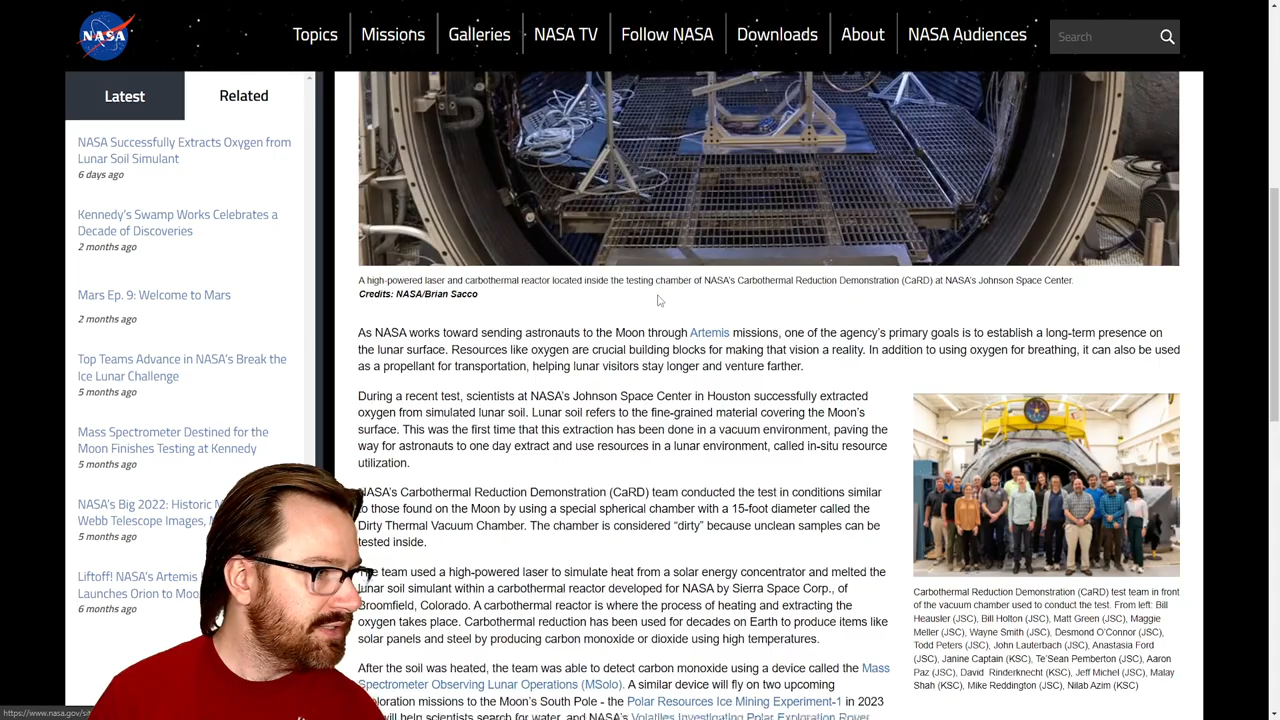 NASA
Topics
Missions
Galleries
NASA TV
Follow NASA
Downloads
About
NASA Audiences
Search
Latest
Related
NASA Successfully Extracts Oxygen from
Lunar Soil Simulant
6 days ago
Kennedy's Swamp Works Celebrates a
Decade of Discoveries
2 months ago
Mars Ep. 9: Welcome to Mars
2 months ago
Top Teams Advance in NASA's Break the
Ice Lunar Challenge
5 months ago
Mass Spectrometer Destined for the
Moon Finishes Testing at Kennedy
5 months ago
NASA's Big 2022: Historic
Webb Telescope Images,
5 months ago
Liftoff! NASA's Artemis
Launches Orion to
6 months ago
A high-powered laser and carbothermal reactor located inside the testing chamber of NASA's Carbothermal Reduction Demonstration (CaRD) at NASA's Johnson Space Center.
Credits: NASA/Brian Sacco
As NASA works toward sending astronauts to the Moon through Artemis missions, one of the agency's primary goals is to establish a long-term presence on
the lunar surface. Resources like oxygen are crucial building blocks for making that vision a reality. In addition to using oxygen for breathing, it can also be used
as a propellant for transportation, helping lunar visitors stay longer and venture farther.
During a recent test, scientists at NASA's Johnson Space Center in Houston successfully extracted
oxygen from simulated lunar soil. Lunar soil refers to the fine-grained material covering the Moon's
surface. This was the first time that this extraction has been done in a vacuum environment, paving the
way for astronauts to one day extract and use resources in a lunar environment, called in-situ resource
utilization.
NASA's Carbothermal Reduction Demonstration (CaRD) team conducted the test in conditions similar
to those found on the Moon by using a special spherical chamber with a 15-foot diameter called the
Dirty Thermal Vacuum Chamber. The chamber is considered "dirty" because unclean samples can be
tested inside.
The team used a high-powered laser to simulate heat from a solar energy concentrator and melted the
lunar soil simulant within a carbothermal reactor developed for NASA by Sierra Space Corp., of
Broomfield, Colorado. A carbothermal reactor is where the process of heating and extracting the
oxygen takes place. Carbothermal reduction has been used for decades on Earth to produce items like
solar panels and steel by producing carbon monoxide or dioxide using high temperatures.
After the soil was heated, the team was able to detect carbon monoxide using a device called the Mass
Spectrometer Observing Lunar Operations (MSolo). A similar device will fly on two upcoming
exploration missions to the Moon's South Pole - the Polar Resources Ice Mining Experiment-1 in 2023
will help scientists search for water, and NASA's Volatiles Investigating Polar Exploration Rover
Carbothermal Reduction Demonstration (CaRD) test team in front
of the vacuum chamber used to conduct the test. From left: Bill
Heausler (JSC), Bill Holton (JSC), Matt Green (JSC), Maggie
Meller (JSC), Wayne Smith (JSC), Desmond O'Connor (JSC),
Todd Peters (JSC), John Lauterbach (JSC), Anastasia Ford
(JSC), Janine Captain (KSC), Te'Sean Pemberton (JSC), Aaron
Paz (JSC), David Rinderknecht (KSC), Jeff Michel (JSC), Malay
Shah (KSC), Mike Reddington (JSC), Nilab Azim (KSC)
https://www.nasa.gov/si